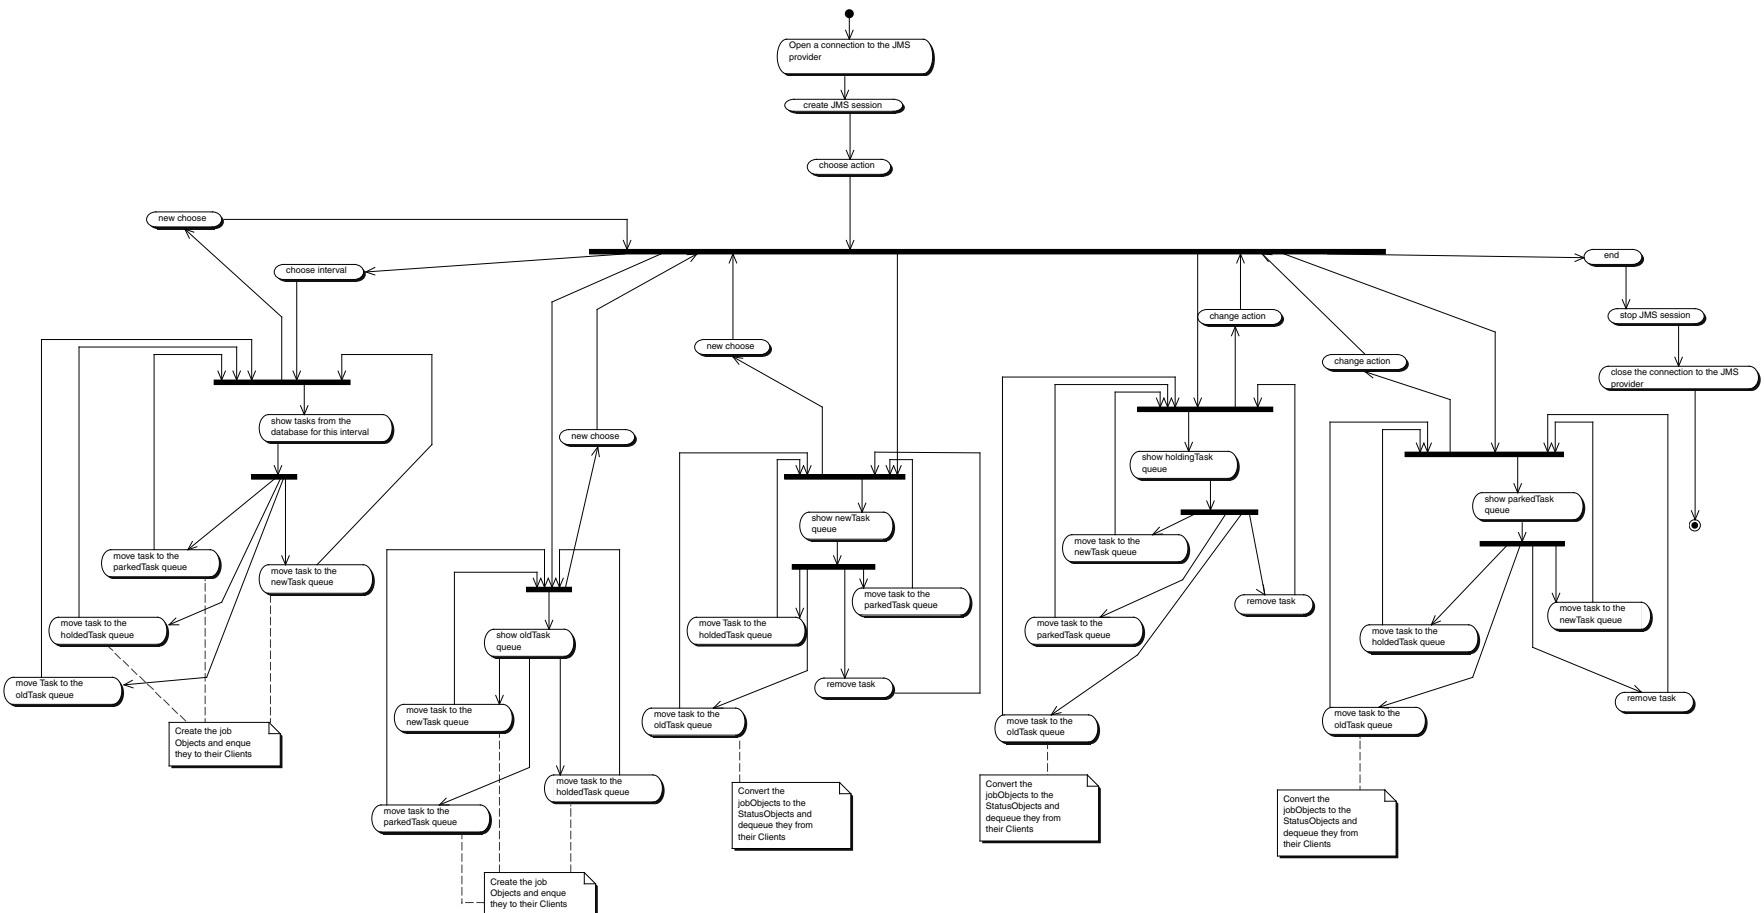 Open a connection to the JMS
provider
create JMS session
choose action
new choose
choose interval
end
stop JMS session
close the connection to the JMS
provider
change action
change action
new choose
new choose
show tasks from the
database for this interval
move task to the
parkedTask queue
move task to the
newTask queue
move task to the
holdedTask queue
move Task to the
oldTask queue
Create the job
Objects and enque
they to their Clients
show oldTask
queue
move task to the
newTask queue
move task to the
holdedTask queue
move task to the
parkedTask queue
Create the job
Objects and enque
they to their Clients
show newTask
queue
move task to the
parkedTask queue
move Task to the
holdedTask queue
remove task
move task to the
oldTask queue
Convert the
jobObjects to the
StatusObjects and
dequeue they from
their Clients
show holdingTask
queue
move task to the
newTask queue
remove task
move task to the
parkedTask queue
move task to the
oldTask queue
Convert the
jobObjects to the
StatusObjects and
dequeue they from
their Clients
show parkedTask
queue
move task to the
newTask queue
move task to the
holdedTask queue
remove task
move task to the
oldTask queue
Convert the
jobObjects to the
StatusObjects and
dequeue they from
their Clients